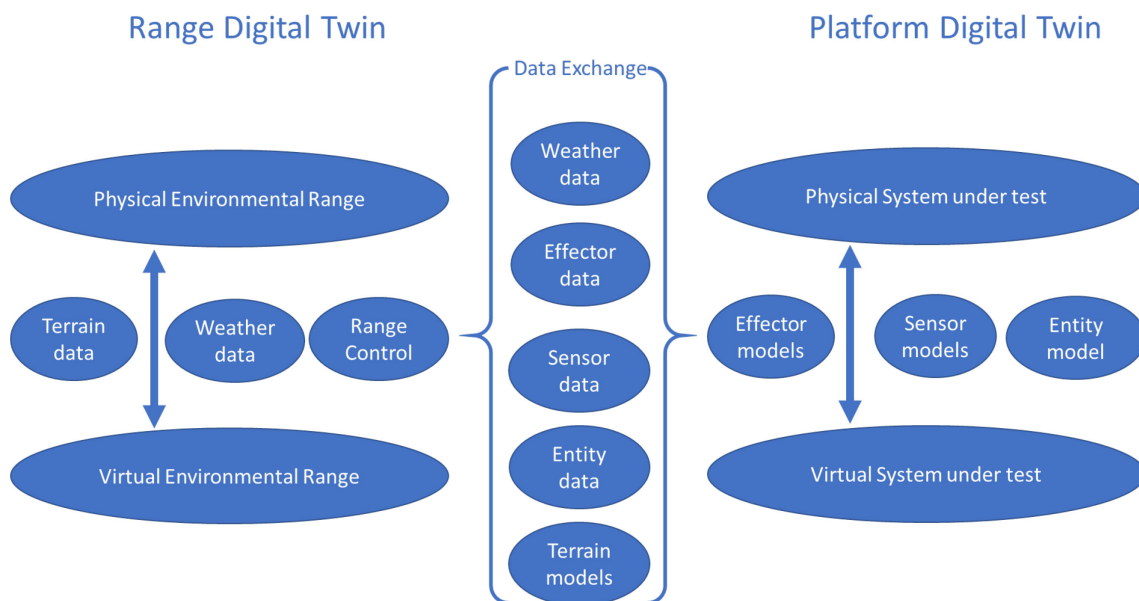 Range Digital Twin
Platform Digital Twin
Data Exchange
Physical Environmental Range
Terrain
data
Weather
data
Range
Control
Virtual Environmental Range
Weather
data
Effector
data
Sensor
data
Entity
data
Terrain
models
Physical System under test
Effector
models
Sensor
models
Entity
model
Virtual System under test